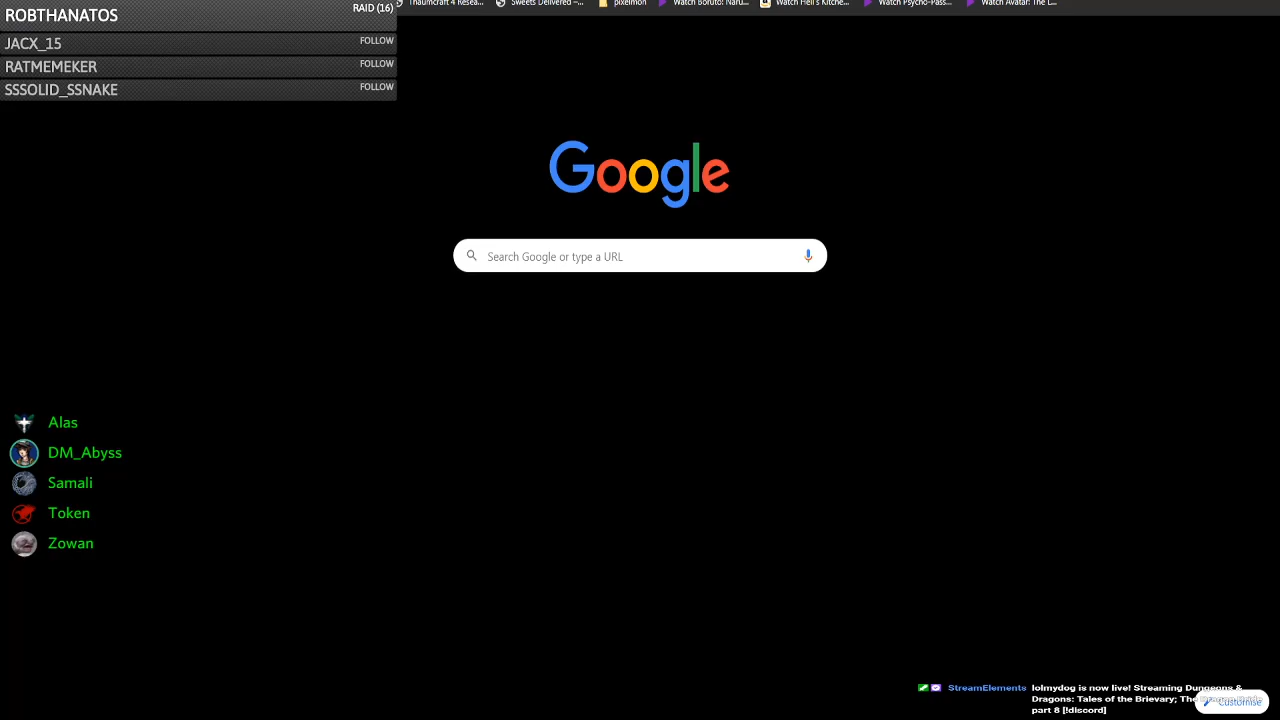 ROBTHANATOS RAID (16)
JACX_15 FOLLOW
RATMEMEKER FOLLOW
SSSOLID_SSNAKE FOLLOW
Thaumcraft 4 Resea... Sweets Delivered –... pixelmon Watch Boruto: Naru... Watch Hell's Kitche... Watch Psycho-Pass... Watch Avatar: The L...
Google
Search Google or type a URL
Alas
DM_Abyss
Samali
Token
Zowan
StreamElements lolmydog is now live! Streaming Dungeons &
Dragons: Tales of the Brievary; The
part 8 [!discord]
Customise